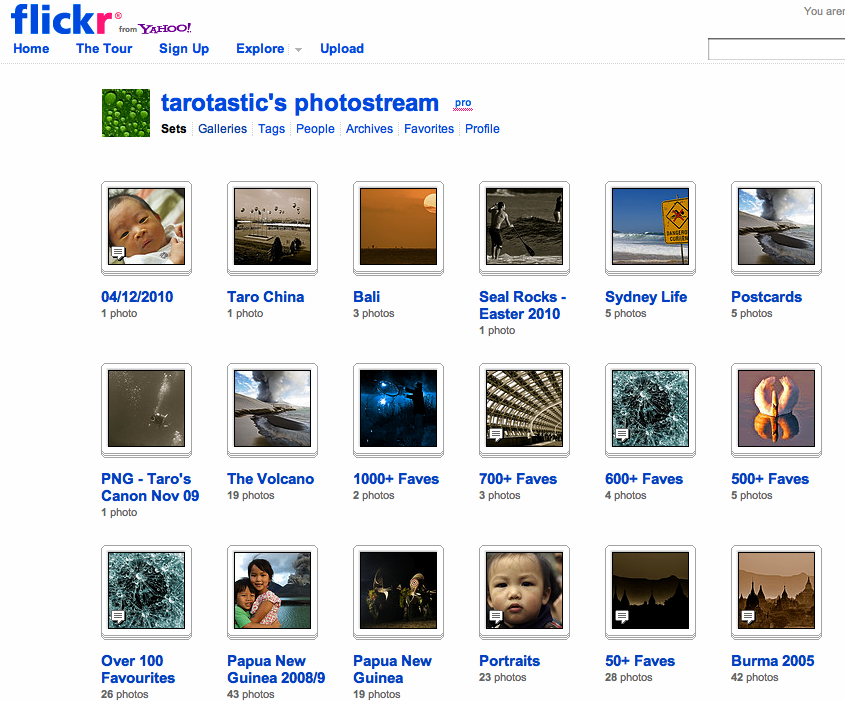 flickr® from YAHOO!
You aren
Home The Tour Sign Up Explore Upload
tarotastic's photostream pro
Sets Galleries Tags People Archives Favorites Profile
DANGEROUS
CURREN
04/12/2010 Taro China Bali Seal Rocks - Sydney Life Postcards
Easter 2010
1 photo 1 photo 3 photos 1 photo 5 photos 5 photos
PNG - Taro's The Volcano 1000+ Faves 700+ Faves 600+ Faves 500+ Faves
Canon Nov 09
1 photo 19 photos 2 photos 3 photos 4 photos 5 photos
Over 100 Papua New Papua New Portraits 50+ Faves Burma 2005
Favourites Guinea 2008/9 Guinea
26 photos 43 photos 19 photos 23 photos 28 photos 42 photos